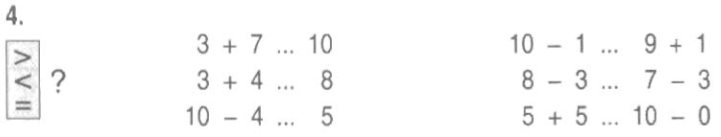 4.
> < = ?
3 + 7 ... 10
3 + 4 ... 8
10 – 4 ... 5
10 – 1 ... 9 + 1
8 – 3 ... 7 – 3
5 + 5 ... 10 – 0